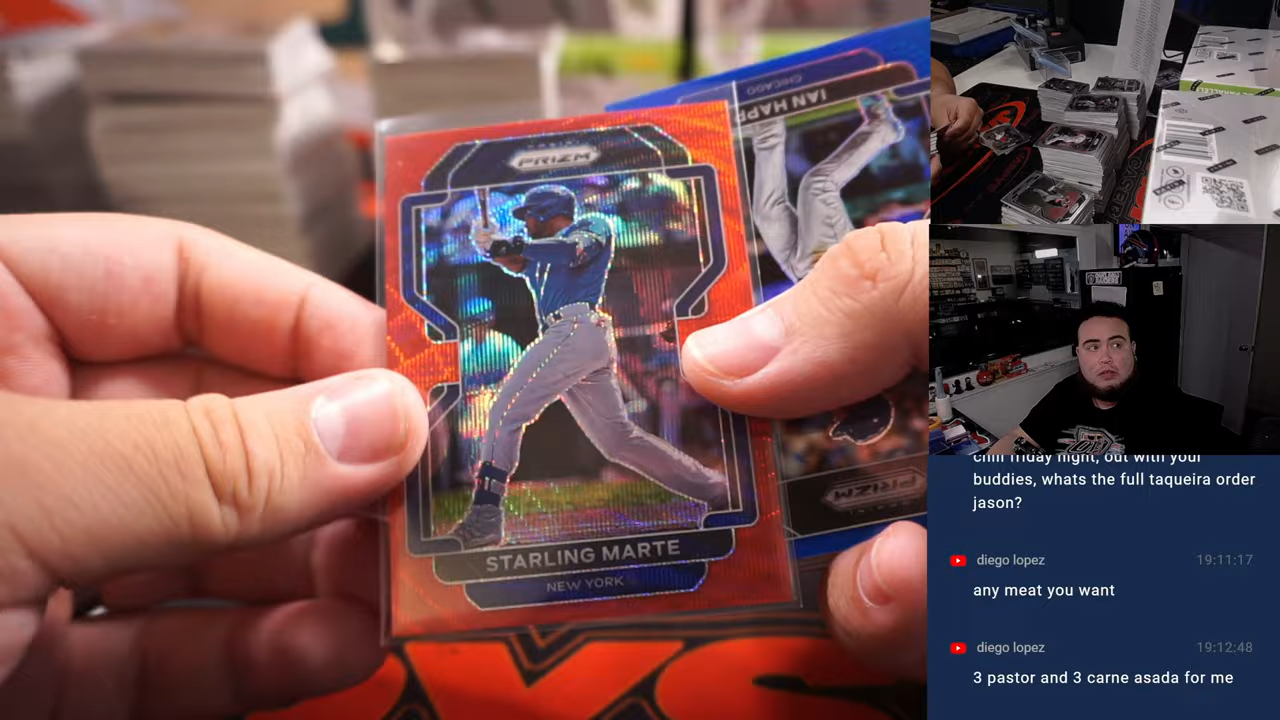 PRIZM
STARLING MARTE
NEW YORK
CHICAGO
IAN HAPP
PRIZM
chill friday night, out with your
buddies, whats the full taqueira order
jason?
diego lopez 19:11:17
any meat you want
diego lopez 19:12:48
3 pastor and 3 carne asada for me